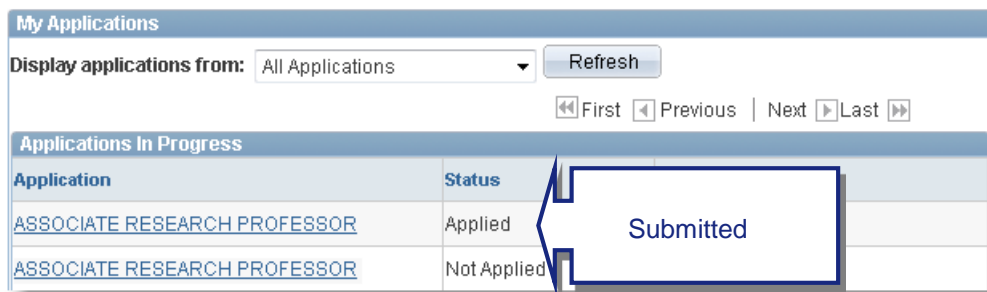 My Applications
Display applications from: All Applications Refresh
First Previous | Next Last
Applications In Progress
Application Status
ASSOCIATE RESEARCH PROFESSOR Applied Submitted
ASSOCIATE RESEARCH PROFESSOR Not Applied